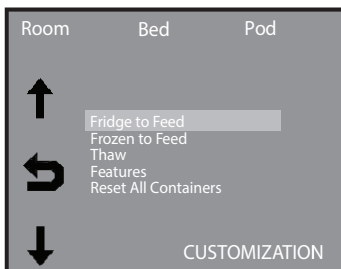 Room Bed Pod
Fridge to Feed
Frozen to Feed
Thaw
Features
Reset All Containers
CUSTOMIZATION